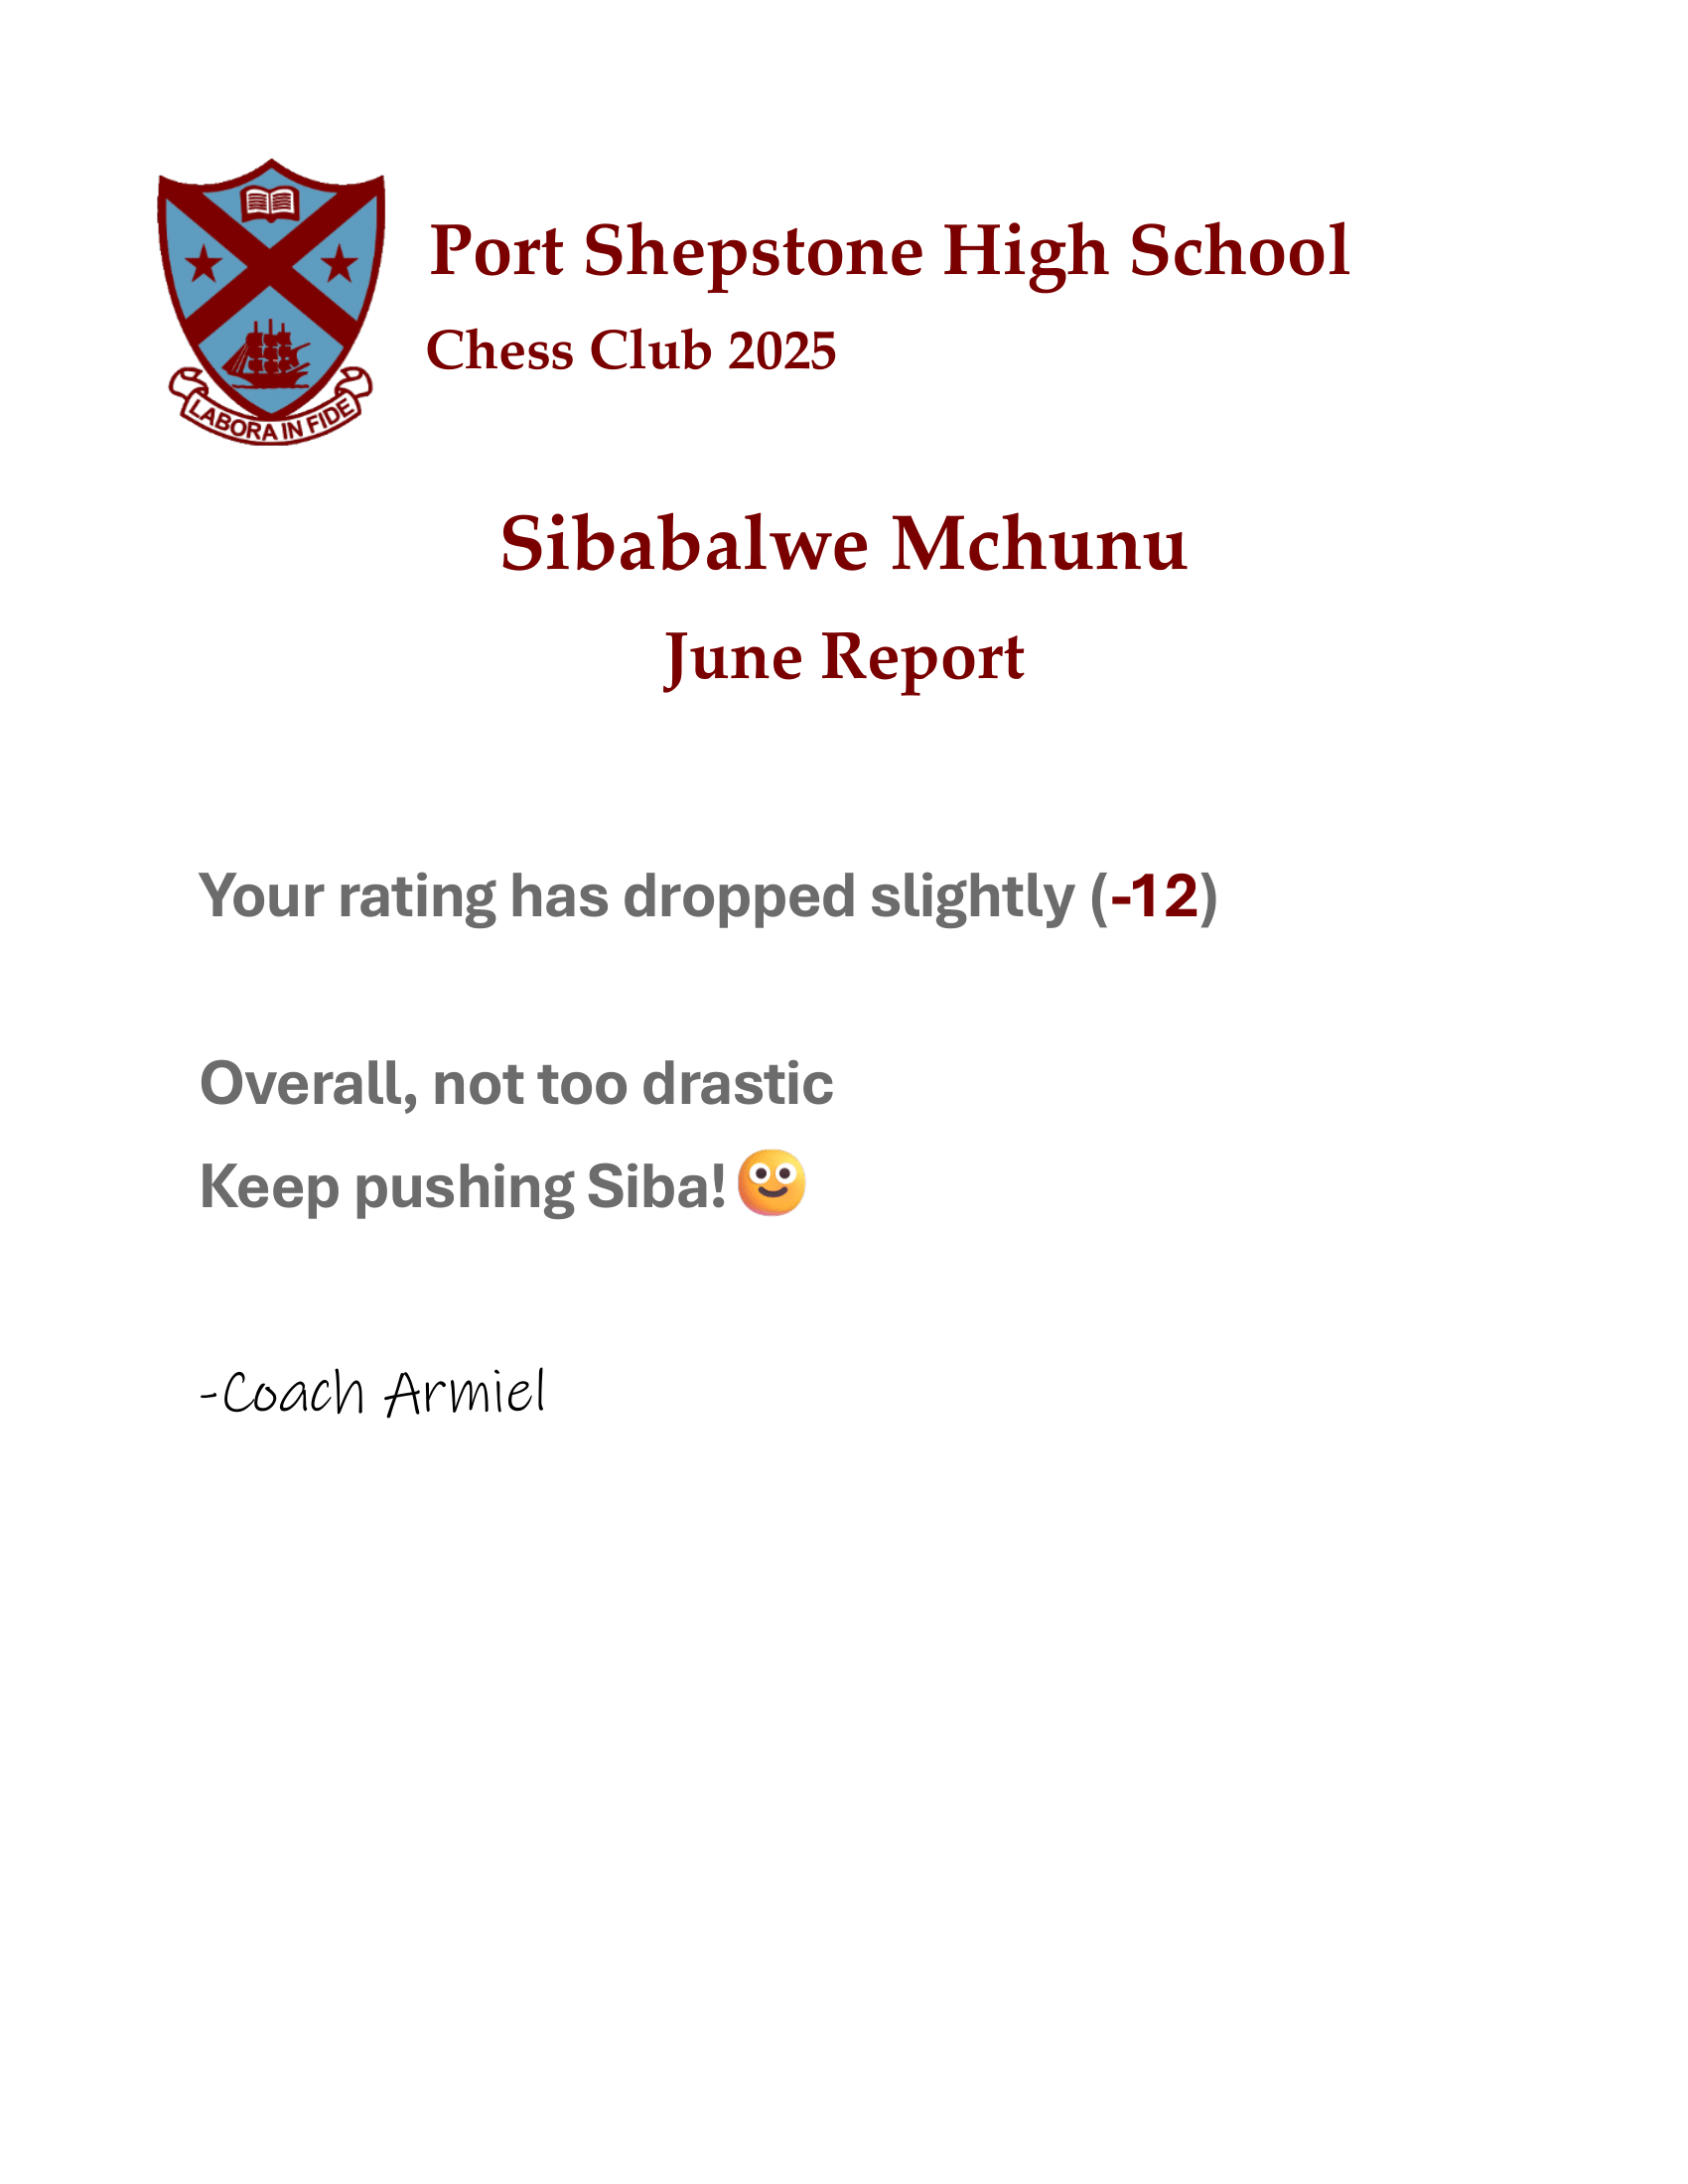 LABORA IN FIDE
Port Shepstone High School
Chess Club 2025
Sibabalwe Mchunu
June Report
Your rating has dropped slightly (-12)
Overall, not too drastic
Keep pushing Siba! 🙂
-Coach Armiel